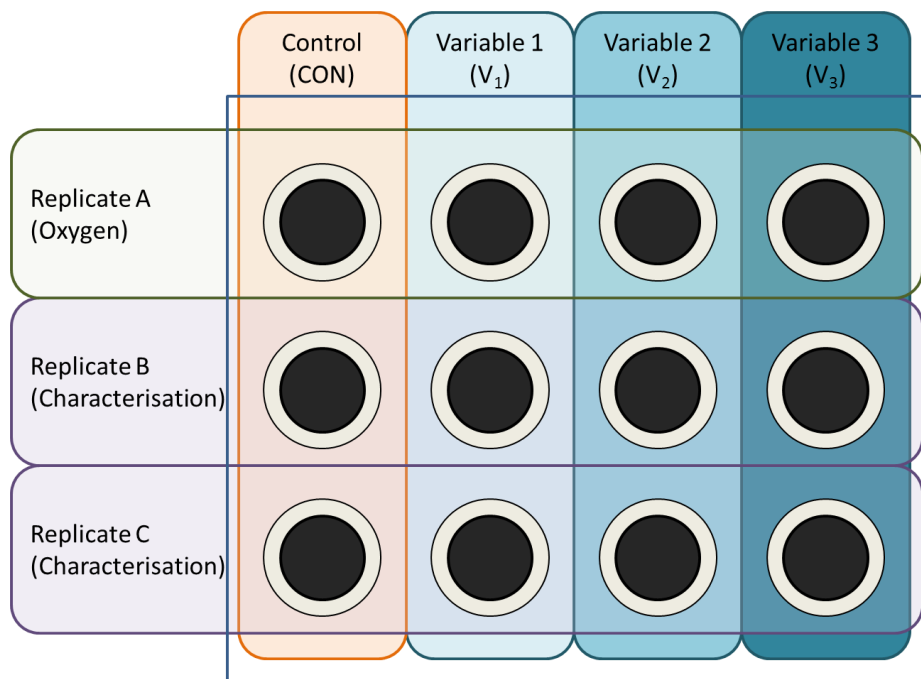 Control
(CON)
Variable 1
(V₁)
Variable 2
(V₂)
Variable 3
(V₃)
Replicate A
(Oxygen)
Replicate B
(Characterisation)
Replicate C
(Characterisation)